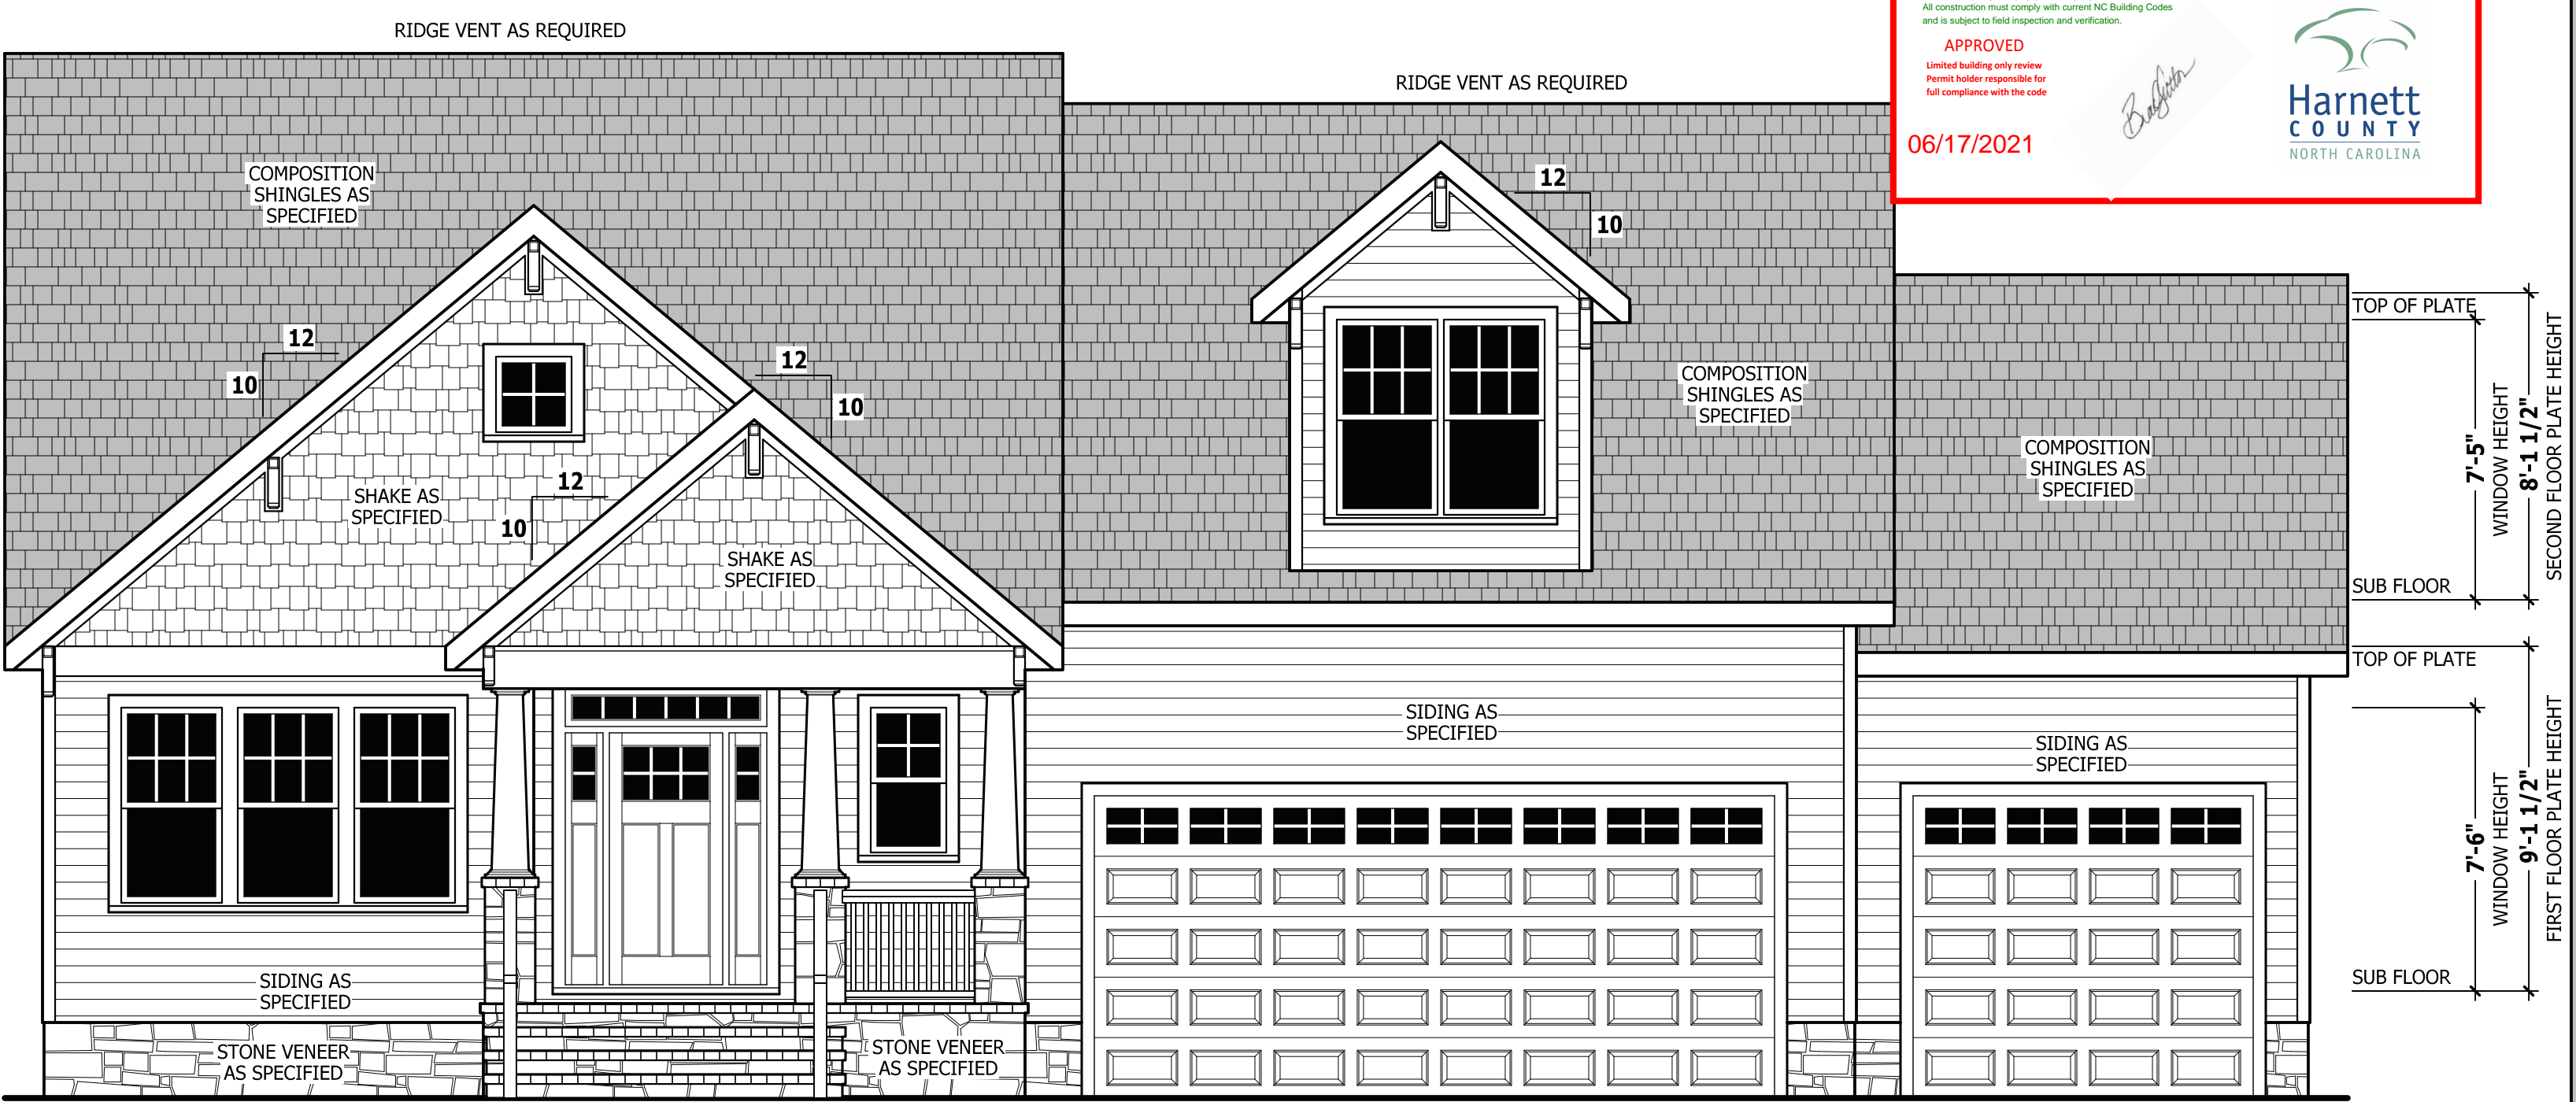 All construction must comply with current NC Building Codes
and is subject to field inspection and verification.
APPROVED
Limited building only review
Permit holder responsible for
full compliance with the code
06/17/2021
Harnett
COUNTY
NORTH CAROLINA
RIDGE VENT AS REQUIRED
RIDGE VENT AS REQUIRED
COMPOSITION
SHINGLES AS
SPECIFIED
12
10
12
10
12
10
12
10
SHAKE AS
SPECIFIED
SHAKE AS
SPECIFIED
COMPOSITION
SHINGLES AS
SPECIFIED
COMPOSITION
SHINGLES AS
SPECIFIED
SIDING AS
SPECIFIED
SIDING AS
SPECIFIED
SIDING AS
SPECIFIED
STONE VENEER
AS SPECIFIED
STONE VENEER
AS SPECIFIED
TOP OF PLATE
SUB FLOOR
7'-5"
WINDOW HEIGHT
8'-1 1/2"
SECOND FLOOR PLATE HEIGHT
TOP OF PLATE
SUB FLOOR
7'-6"
WINDOW HEIGHT
9'-1 1/2"
FIRST FLOOR PLATE HEIGHT